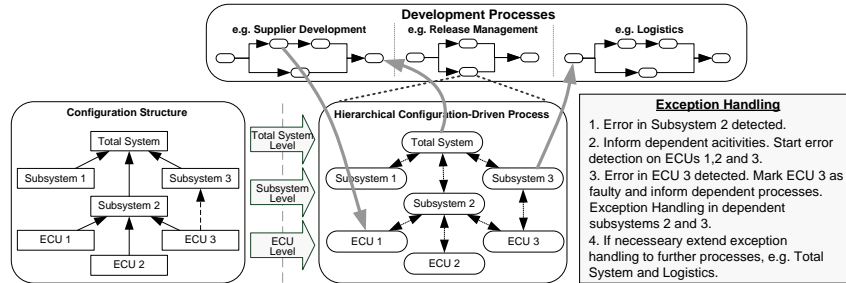 Development Processes
e.g. Supplier Development
e.g. Release Management
e.g. Logistics
Configuration Structure
Total System
Subsystem 1
Subsystem 3
Subsystem 2
ECU 1
ECU 3
ECU 2
Total System
Level
Subsystem
Level
ECU
Level
Hierarchical Configuration-Driven Process
Total System
Subsystem 1
Subsystem 3
Subsystem 2
ECU 1
ECU 3
ECU 2
Exception Handling
1. Error in Subsystem 2 detected.
2. Inform dependent acitivities. Start error
detection on ECUs 1,2 and 3.
3. Error in ECU 3 detected. Mark ECU 3 as
faulty and inform dependent processes.
Exception Handling in dependent
subsystems 2 and 3.
4. If necesseary extend exception
handling to further processes, e.g. Total
System and Logistics.